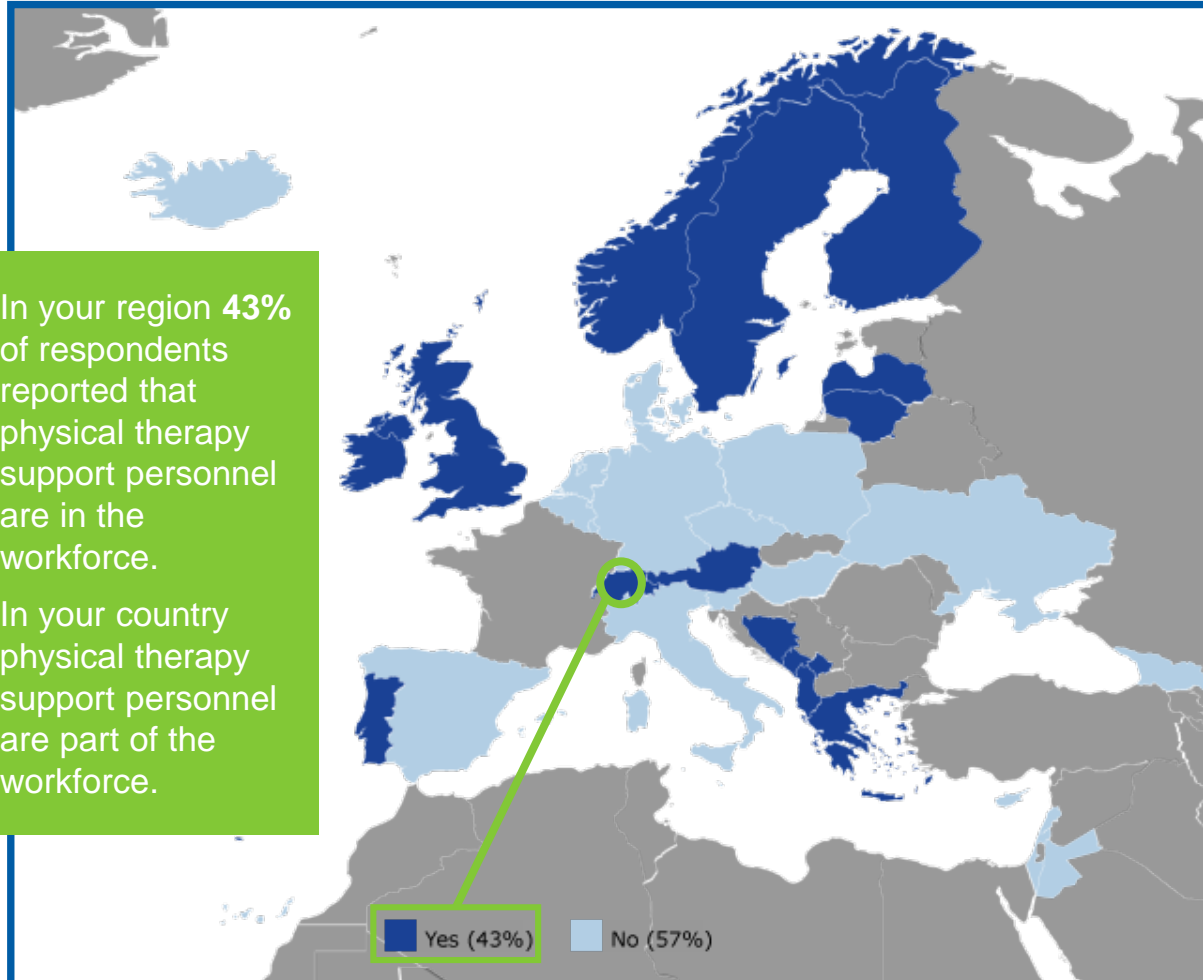 In your region 43%
of respondents
reported that
physical therapy
support personnel
are in the
workforce.
In your country
physical therapy
support personnel
are part of the
workforce.
Yes (43%)
No (57%)